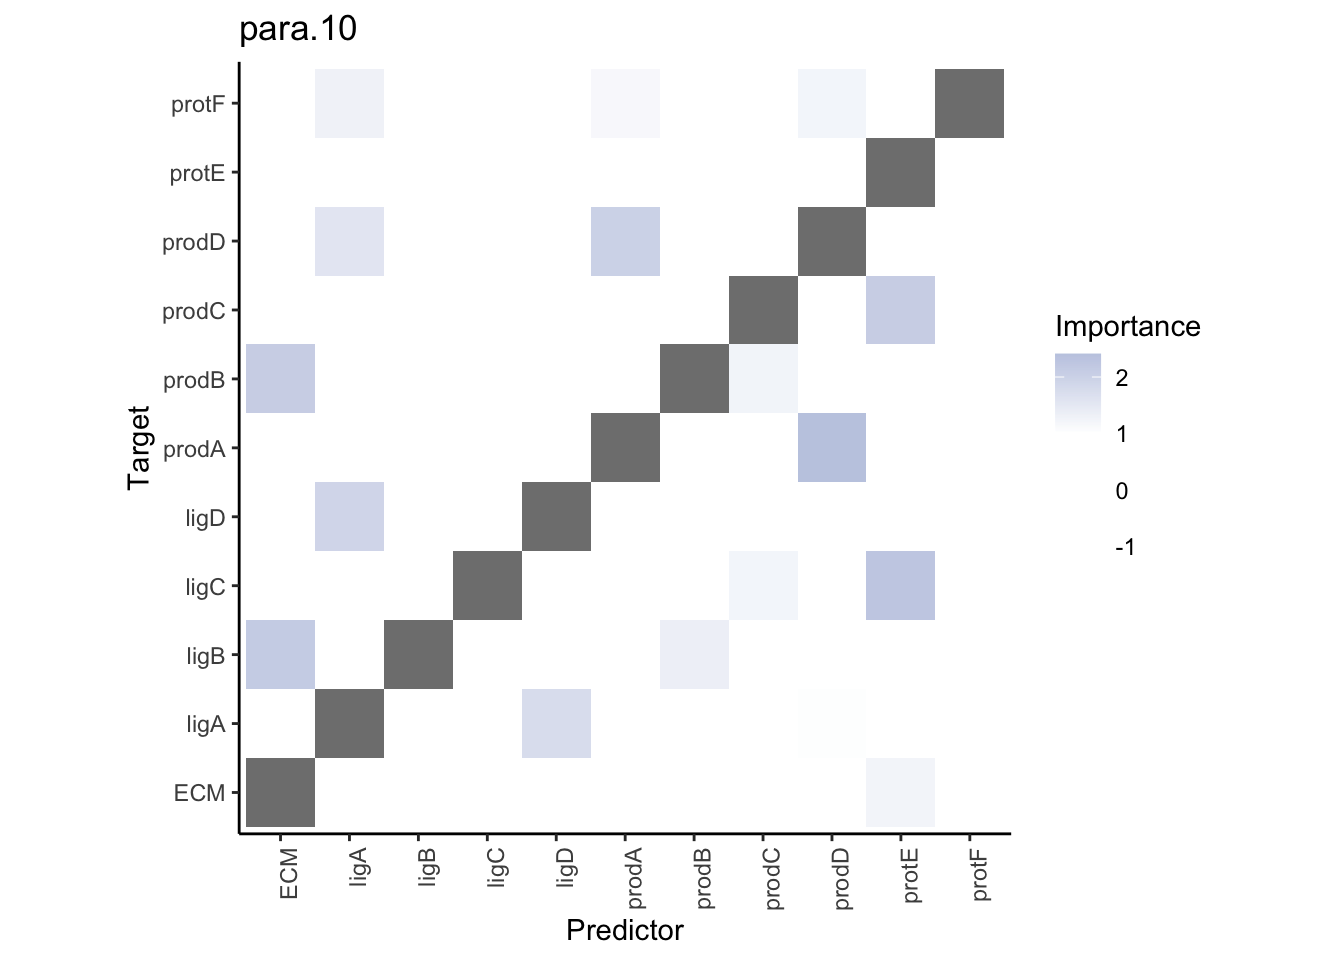 para.10
protF
protE
prodD
prodC
prodB
prodA
ligD
ligC
ligB
ligA
ECM
Target
ECM
ligA
ligB
ligC
ligD
prodA
prodB
prodC
prodD
protE
protF
Predictor
Importance
2
1
0
-1